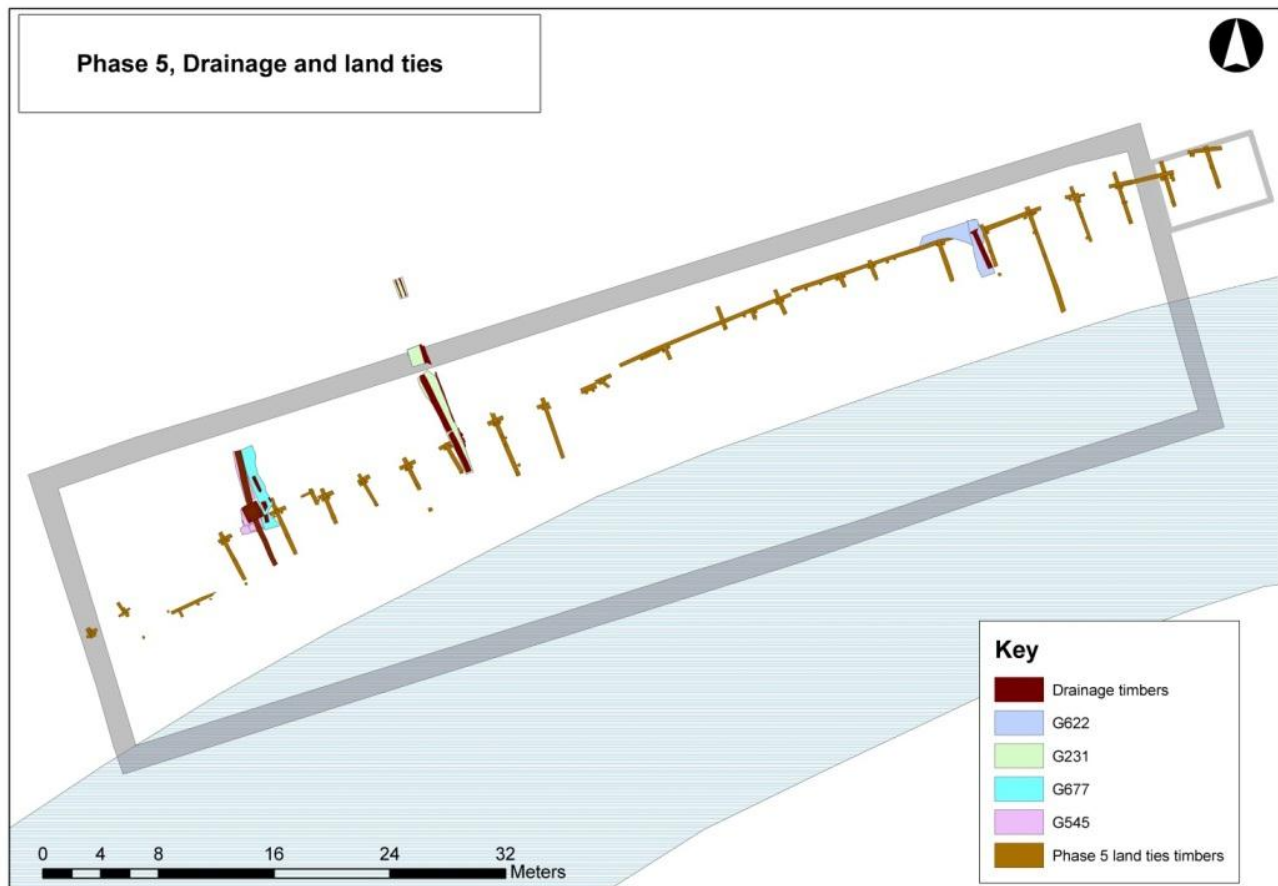 Phase 5, Drainage and land ties
Key
Drainage timbers
G622
G231
G677
G545
Phase 5 land ties timbers
0 4 8 16 24 32
Meters